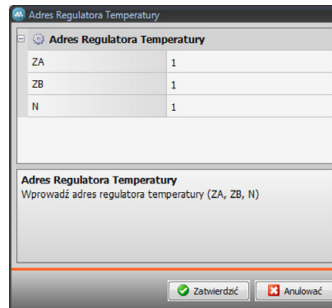 Adres Regulatora Temperatury
Adres Regulatora Temperatury
ZA 1
ZB 1
N 1
Adres Regulatora Temperatury
Wprowadź adres regulatora temperatury (ZA, ZB, N)
Zatwierdzić Anulować